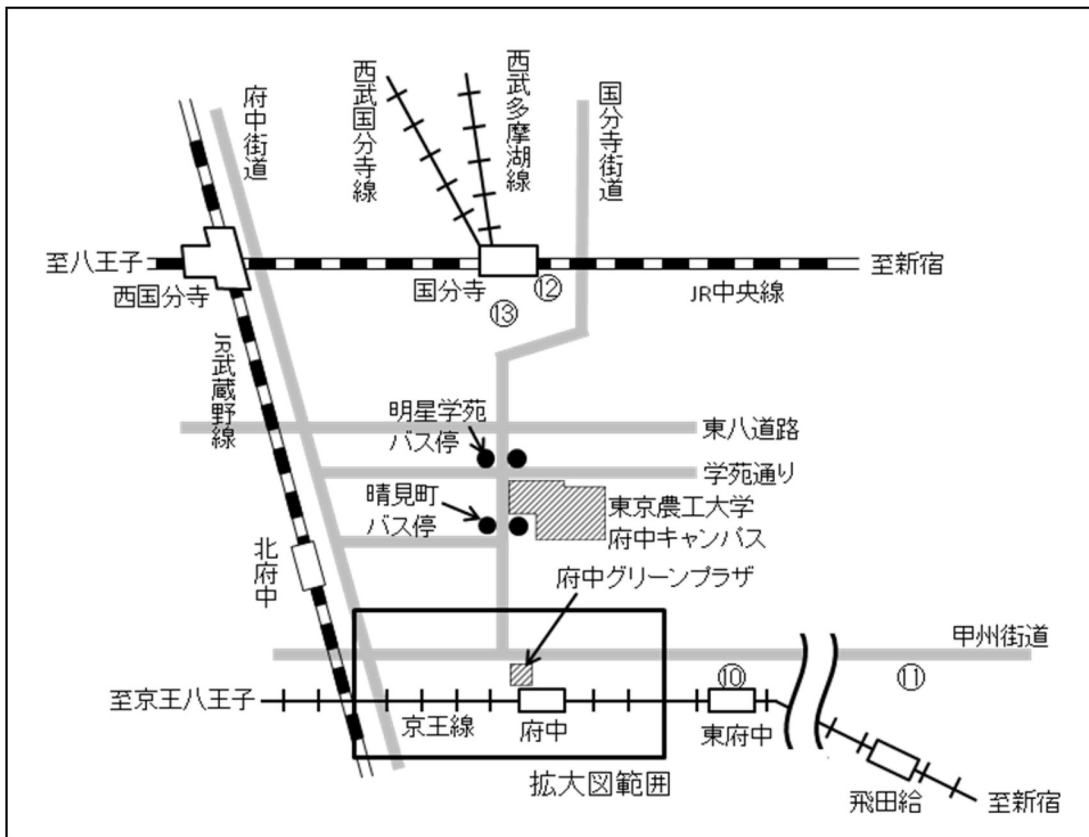 府中街道
西武国分寺線
西武多摩湖線
国分寺街道
至八王子
西国分寺
国分寺
⑫
⑬
JR中央線
至新宿
JR武蔵野線
明星学苑
バス停
東八道路
学苑通り
晴見町
バス停
東京農工大学
府中キャンパス
北府中
府中グリーンプラザ
甲州街道
⑩
⑪
至京王八王子
京王線
府中
東府中
拡大図範囲
飛田給
至新宿